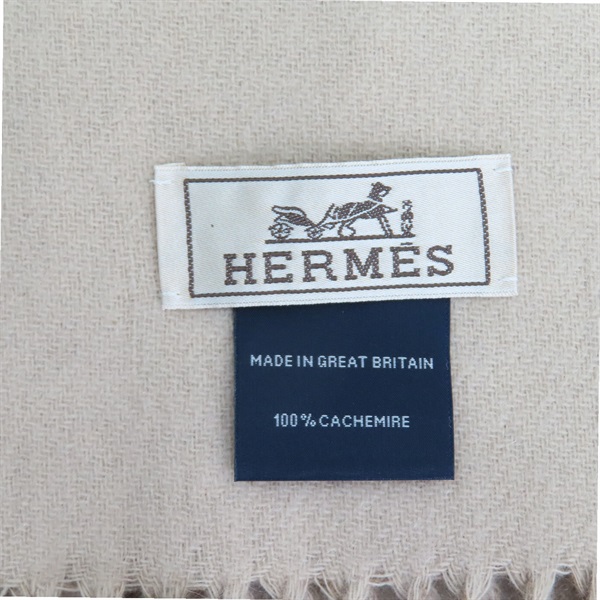 HERMÈS
MADE IN GREAT BRITAIN
100% CACHEMIRE